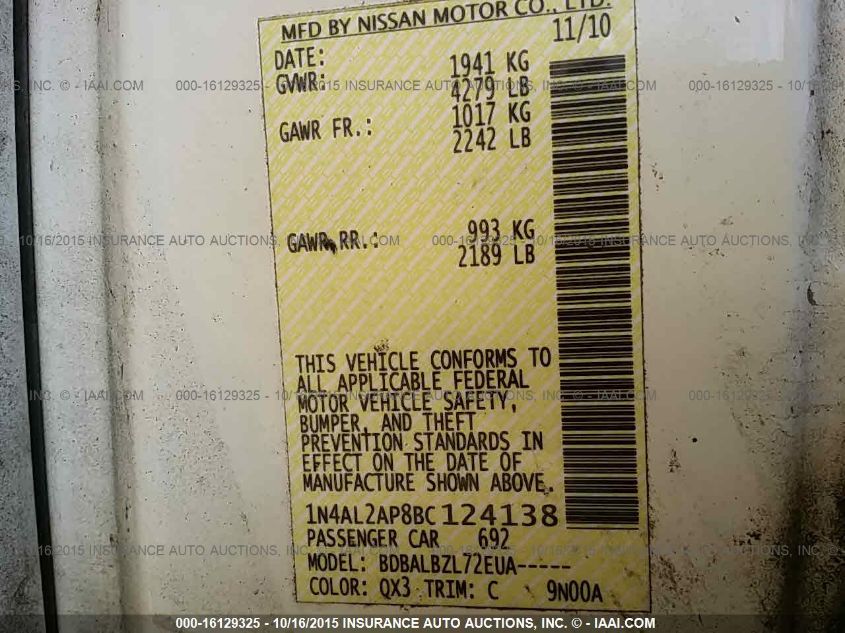 MFD BY NISSAN MOTOR CO., LTD.
DATE: 11/10
GVWR: 1941 KG
4279 LB
GAWR FR.: 1017 KG
2242 LB
GAWR RR.: 993 KG
2189 LB
THIS VEHICLE CONFORMS TO
ALL APPLICABLE FEDERAL
MOTOR VEHICLE SAFETY,
BUMPER, AND THEFT
PREVENTION STANDARDS IN
EFFECT ON THE DATE OF
MANUFACTURE SHOWN ABOVE.
1N4AL2AP8BC124138
PASSENGER CAR 692
MODEL: BDBALBZL72EUA-----
COLOR: QX3 TRIM: C 9N00A
000-16129325 - 10/16/2015 INSURANCE AUTO AUCTIONS, INC. © - IAAI.COM